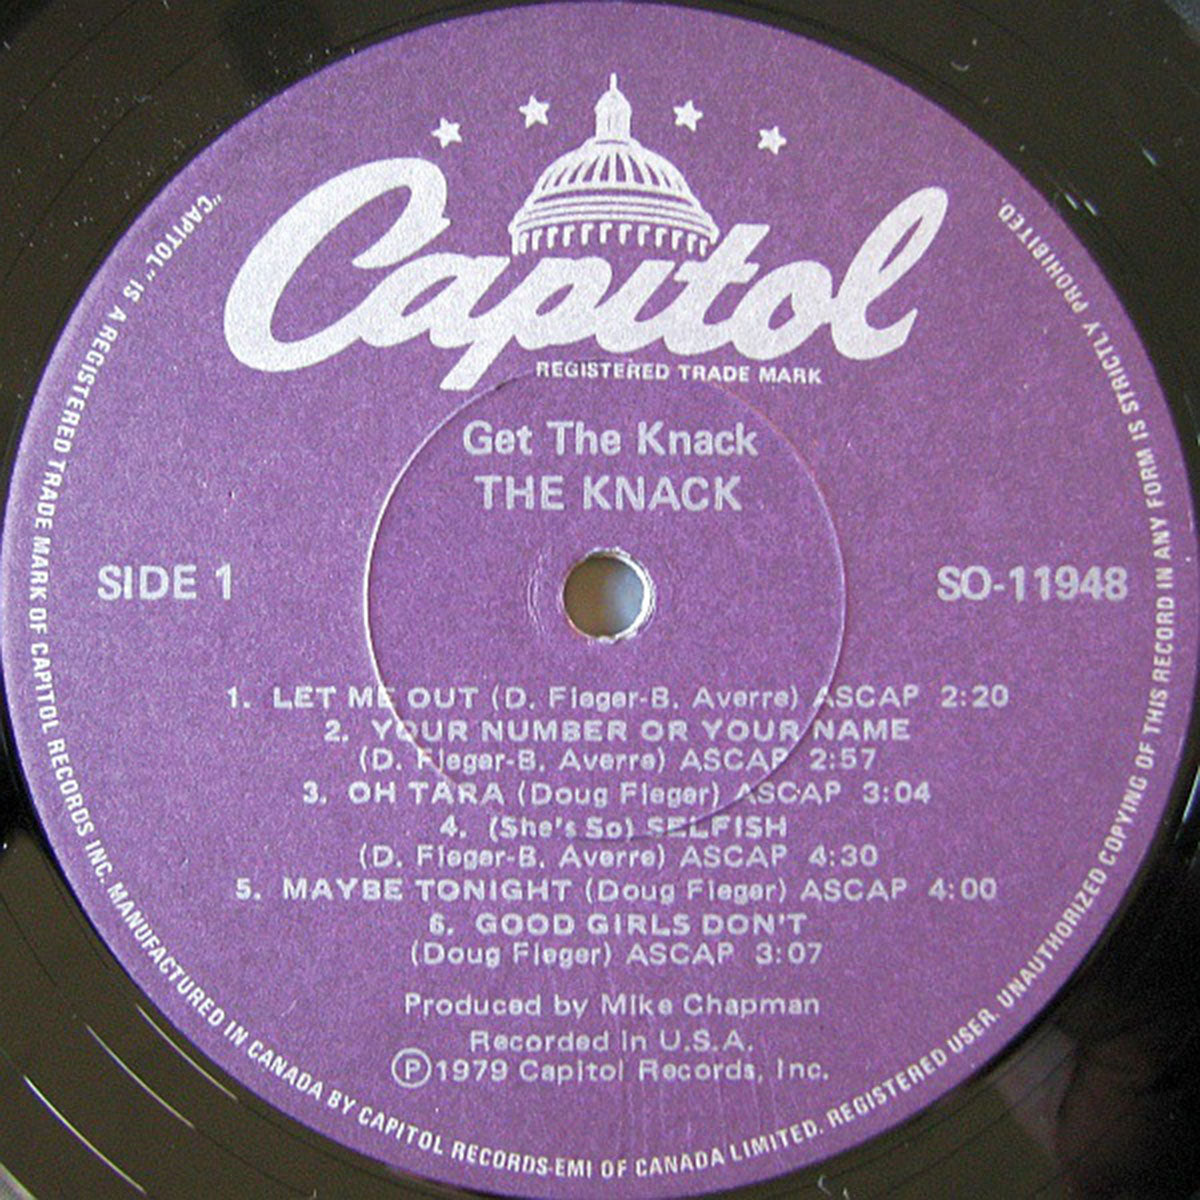 Capitol
REGISTERED TRADE MARK
Get The Knack
THE KNACK
SIDE 1
SO-11948
1. LET ME OUT (D. Fieger-B. Averre) ASCAP 2:20
2. YOUR NUMBER OR YOUR NAME
(D. Fieger-B. Averre) ASCAP 2:57
3. OH TARA (Doug Fieger) ASCAP 3:04
4. (She's So) SELFISH
(D. Fieger-B. Averre) ASCAP 4:30
5. MAYBE TONIGHT (Doug Fieger) ASCAP 4:00
6. GOOD GIRLS DON'T
(Doug Fieger) ASCAP 3:07
Produced by Mike Chapman
Recorded in U.S.A.
Ⓟ1979 Capitol Records, Inc.
"CAPITOL" IS A REGISTERED TRADE MARK OF CAPITOL RECORDS INC. MANUFACTURED IN CANADA BY CAPITOL RECORDS-EMI OF CANADA LIMITED. REGISTERED USER. UNAUTHORIZED COPYING OF THIS RECORD IN ANY FORM IS STRICTLY PROHIBITED.